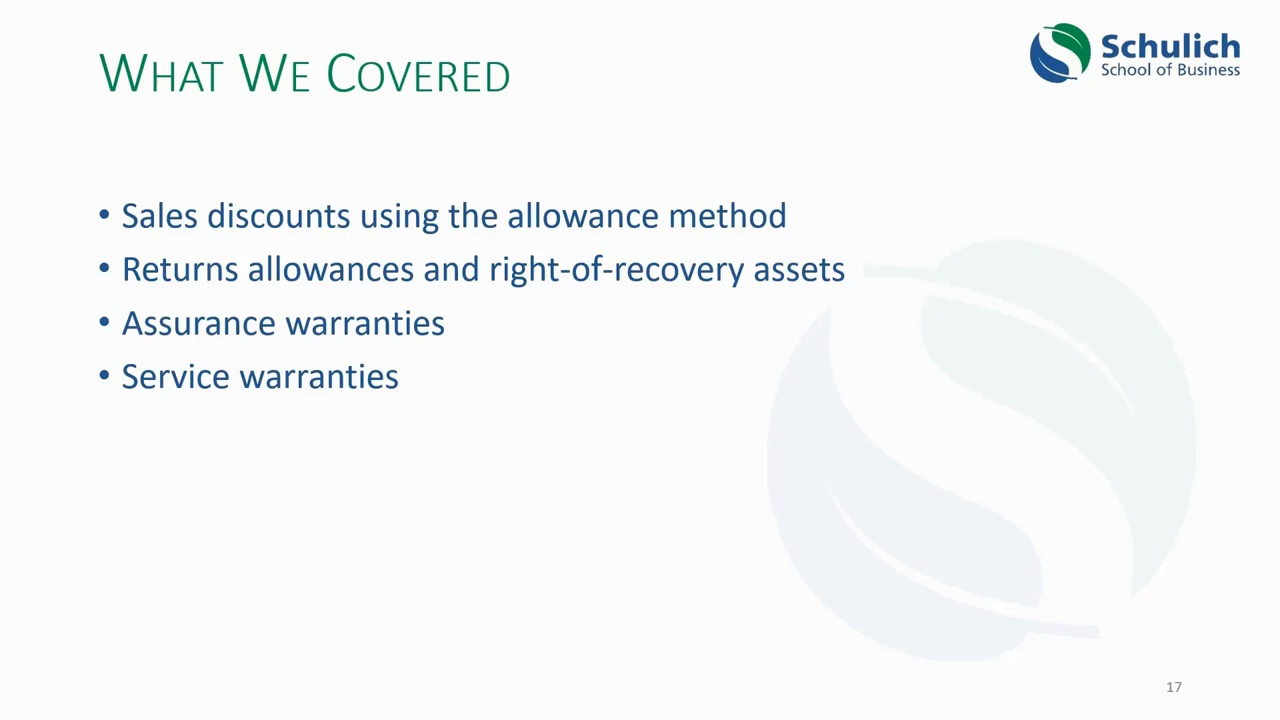 WHAT WE COVERED
Schulich
School of Business
• Sales discounts using the allowance method
• Returns allowances and right-of-recovery assets
• Assurance warranties
• Service warranties
17